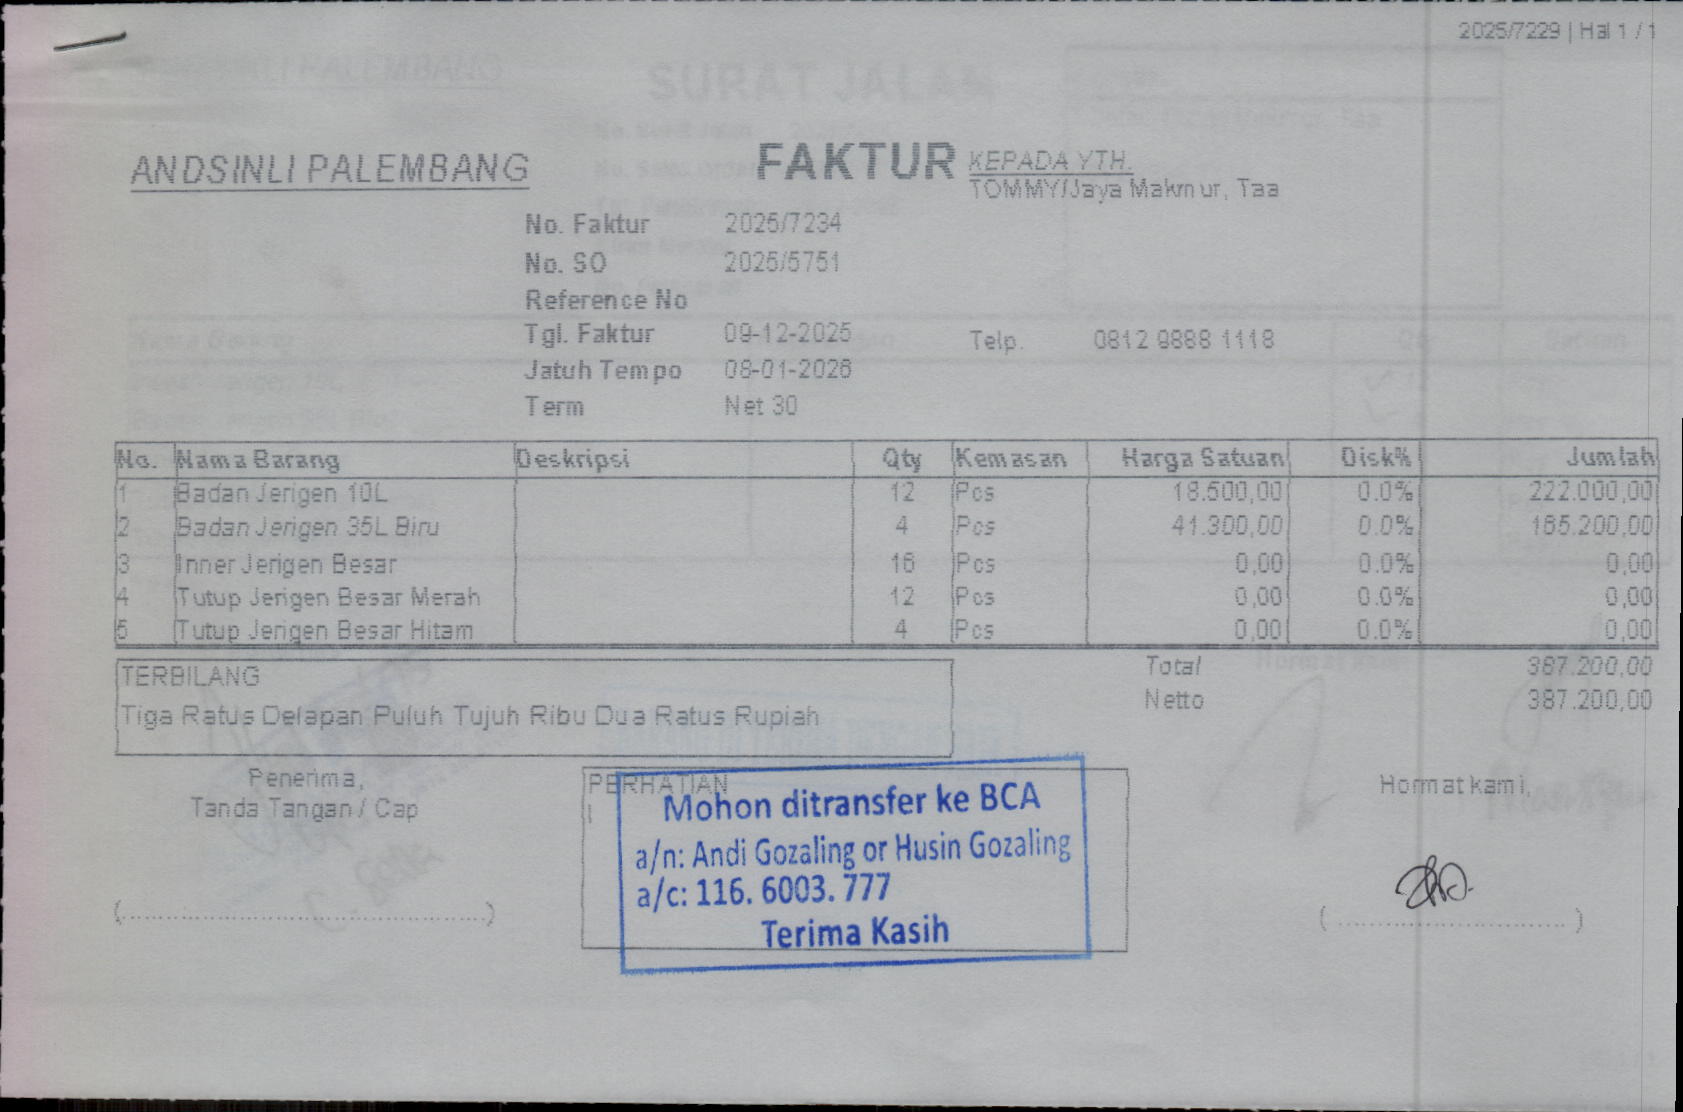 2025/7229 | Hal 1 / 1
ANDSINLI PALEMBANG
FAKTUR
KEPADA YTH.
TOMMY/Jaya Makmur, Taa
No. Faktur 2025/7234
No. SO 2025/5751
Reference No
Tgl. Faktur 09-12-2025
Telp. 0812 9888 1118
Jatuh Tempo 08-01-2026
Term Net 30
No. Nama Barang Deskripsi Qty Kemasan Harga Satuan Disk% Jumlah
1 Badan Jerigen 10L 12 Pcs 18.500,00 0.0% 222.000,00
2 Badan Jerigen 35L Biru 4 Pcs 41.300,00 0.0% 165.200,00
3 Inner Jerigen Besar 16 Pcs 0,00 0.0% 0,00
4 Tutup Jerigen Besar Merah 12 Pcs 0,00 0.0% 0,00
5 Tutup Jerigen Besar Hitam 4 Pcs 0,00 0.0% 0,00
Total 387.200,00
Netto 387.200,00
TERBILANG
Tiga Ratus Delapan Puluh Tujuh Ribu Dua Ratus Rupiah
Penerima,
Tanda Tangan / Cap
PERHATIAN
Mohon ditransfer ke BCA
a/n: Andi Gozaling or Husin Gozaling
a/c: 116. 6003. 777
Terima Kasih
Hormat kami,
SURAT JALAN